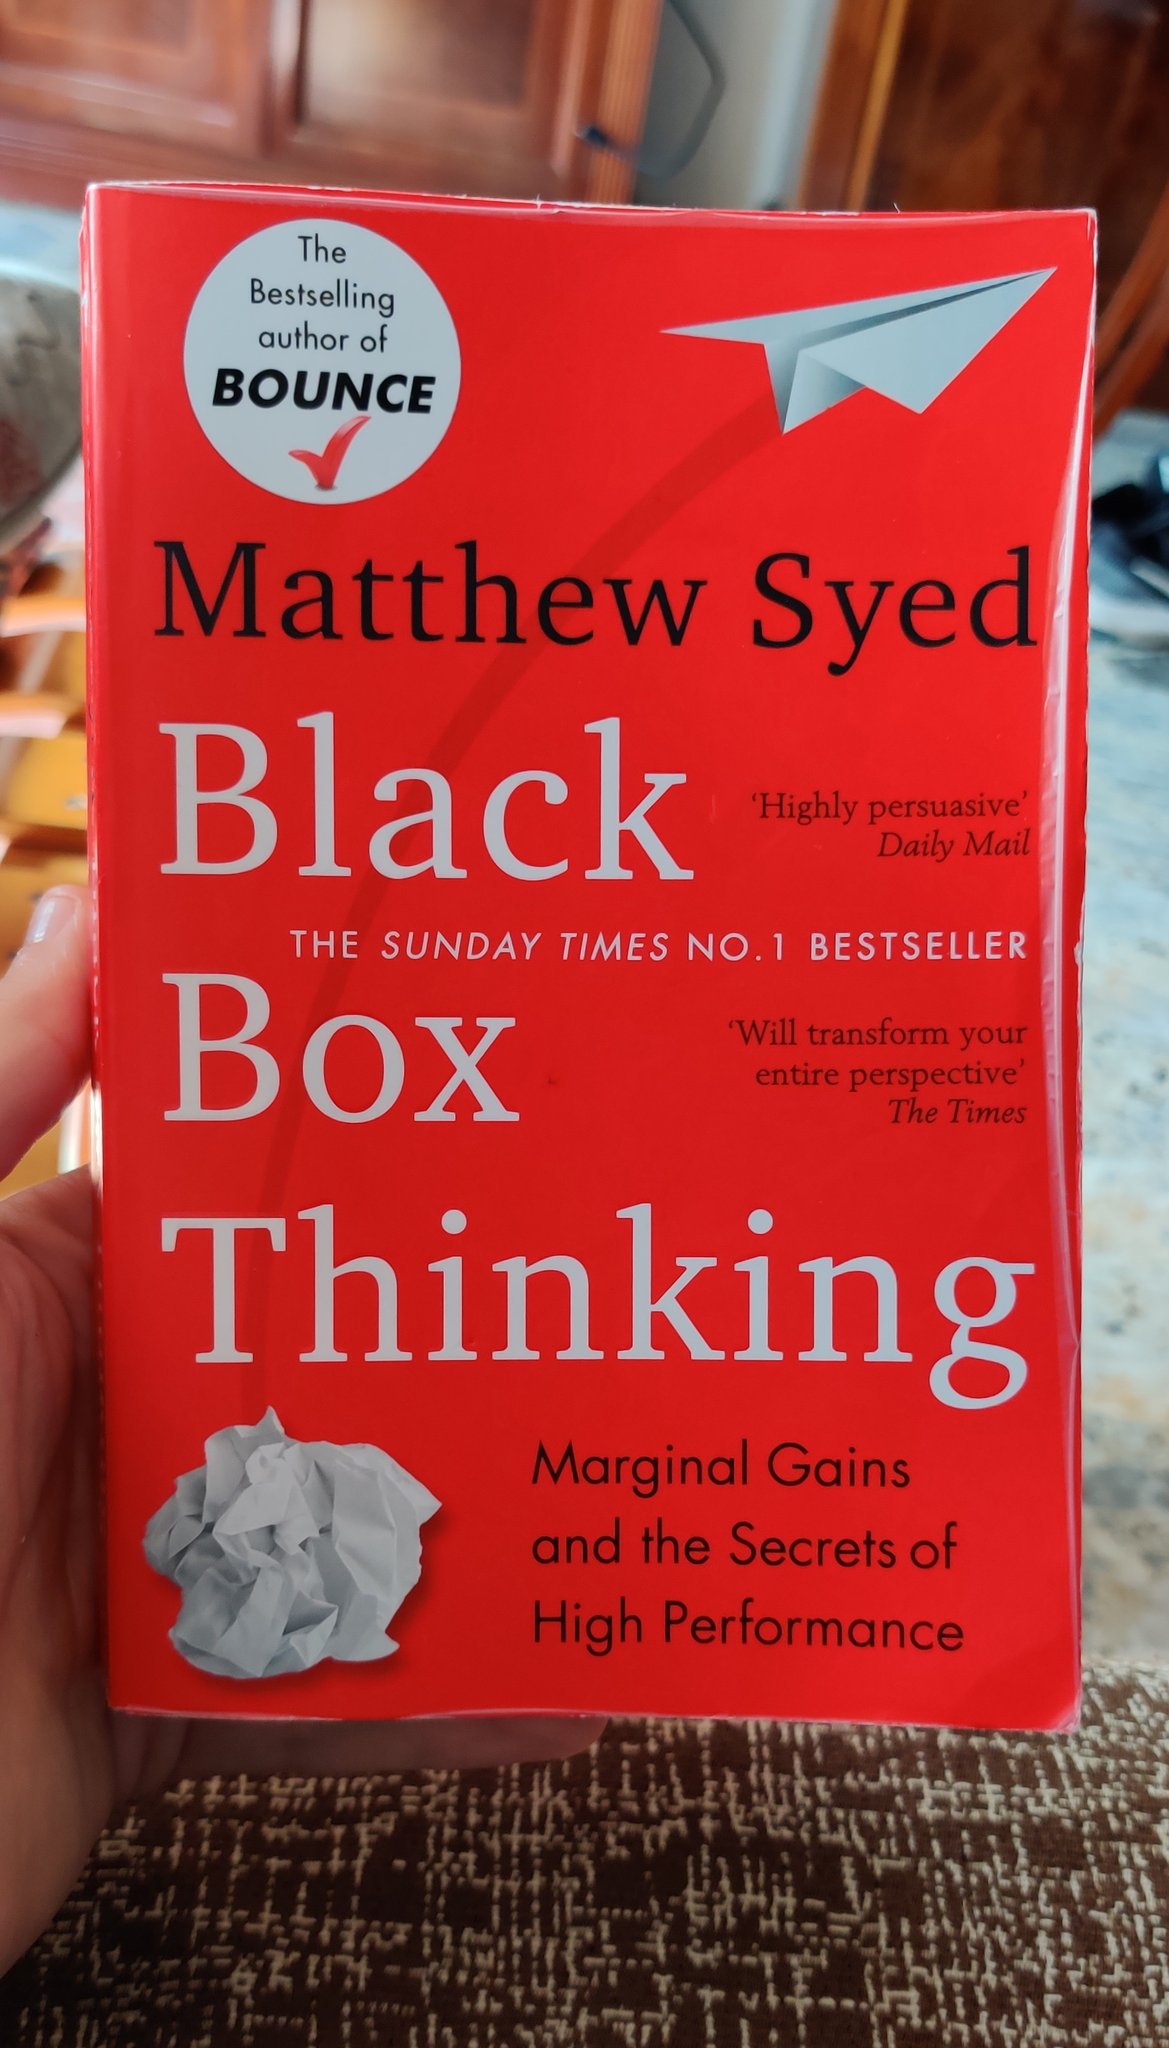 The
Bestselling
author of
BOUNCE
Matthew Syed
Black
'Highly persuasive'
Daily Mail
THE SUNDAY TIMES NO.1 BESTSELLER
Box
'Will transform your
entire perspective'
The Times
Thinking
Marginal Gains
and the Secrets of
High Performance